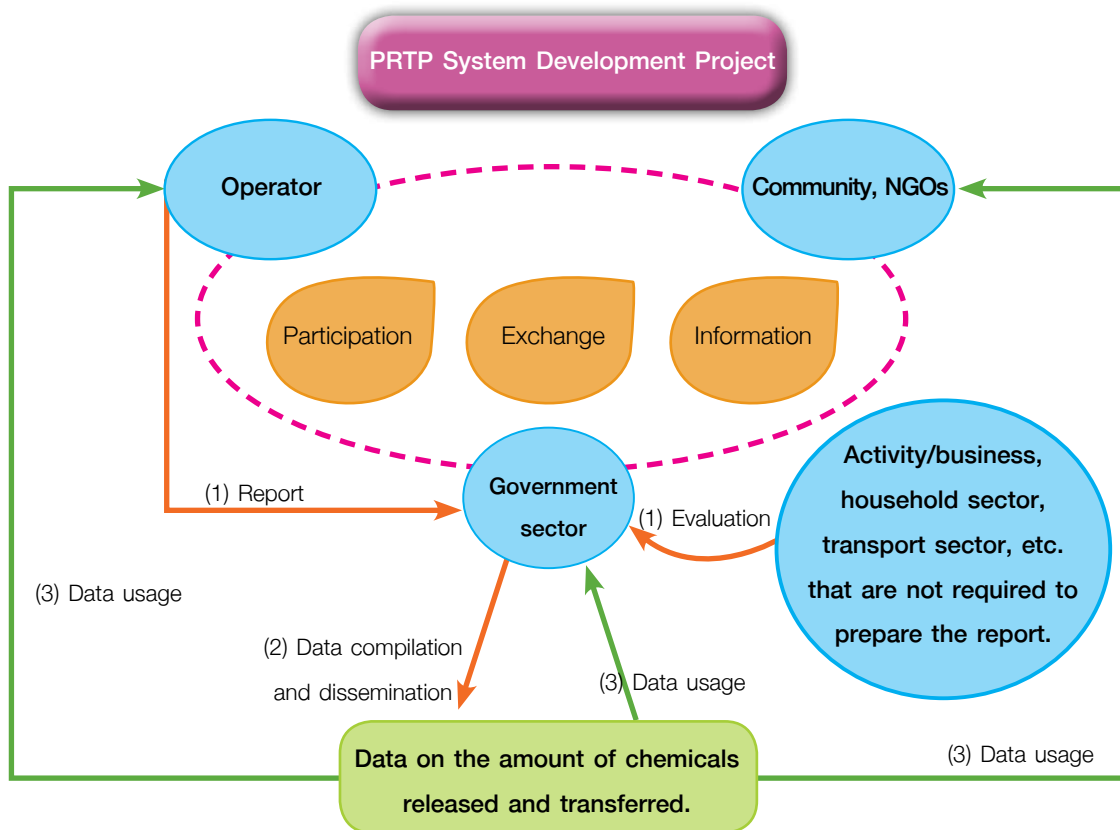 PRTP System Development Project
Operator
Community, NGOs
Participation
Exchange
Information
Government
sector
(1) Report
(1) Evaluation
Activity/business,
household sector,
transport sector, etc.
that are not required to
prepare the report.
(3) Data usage
(2) Data compilation
and dissemination
(3) Data usage
(3) Data usage
Data on the amount of chemicals
released and transferred.